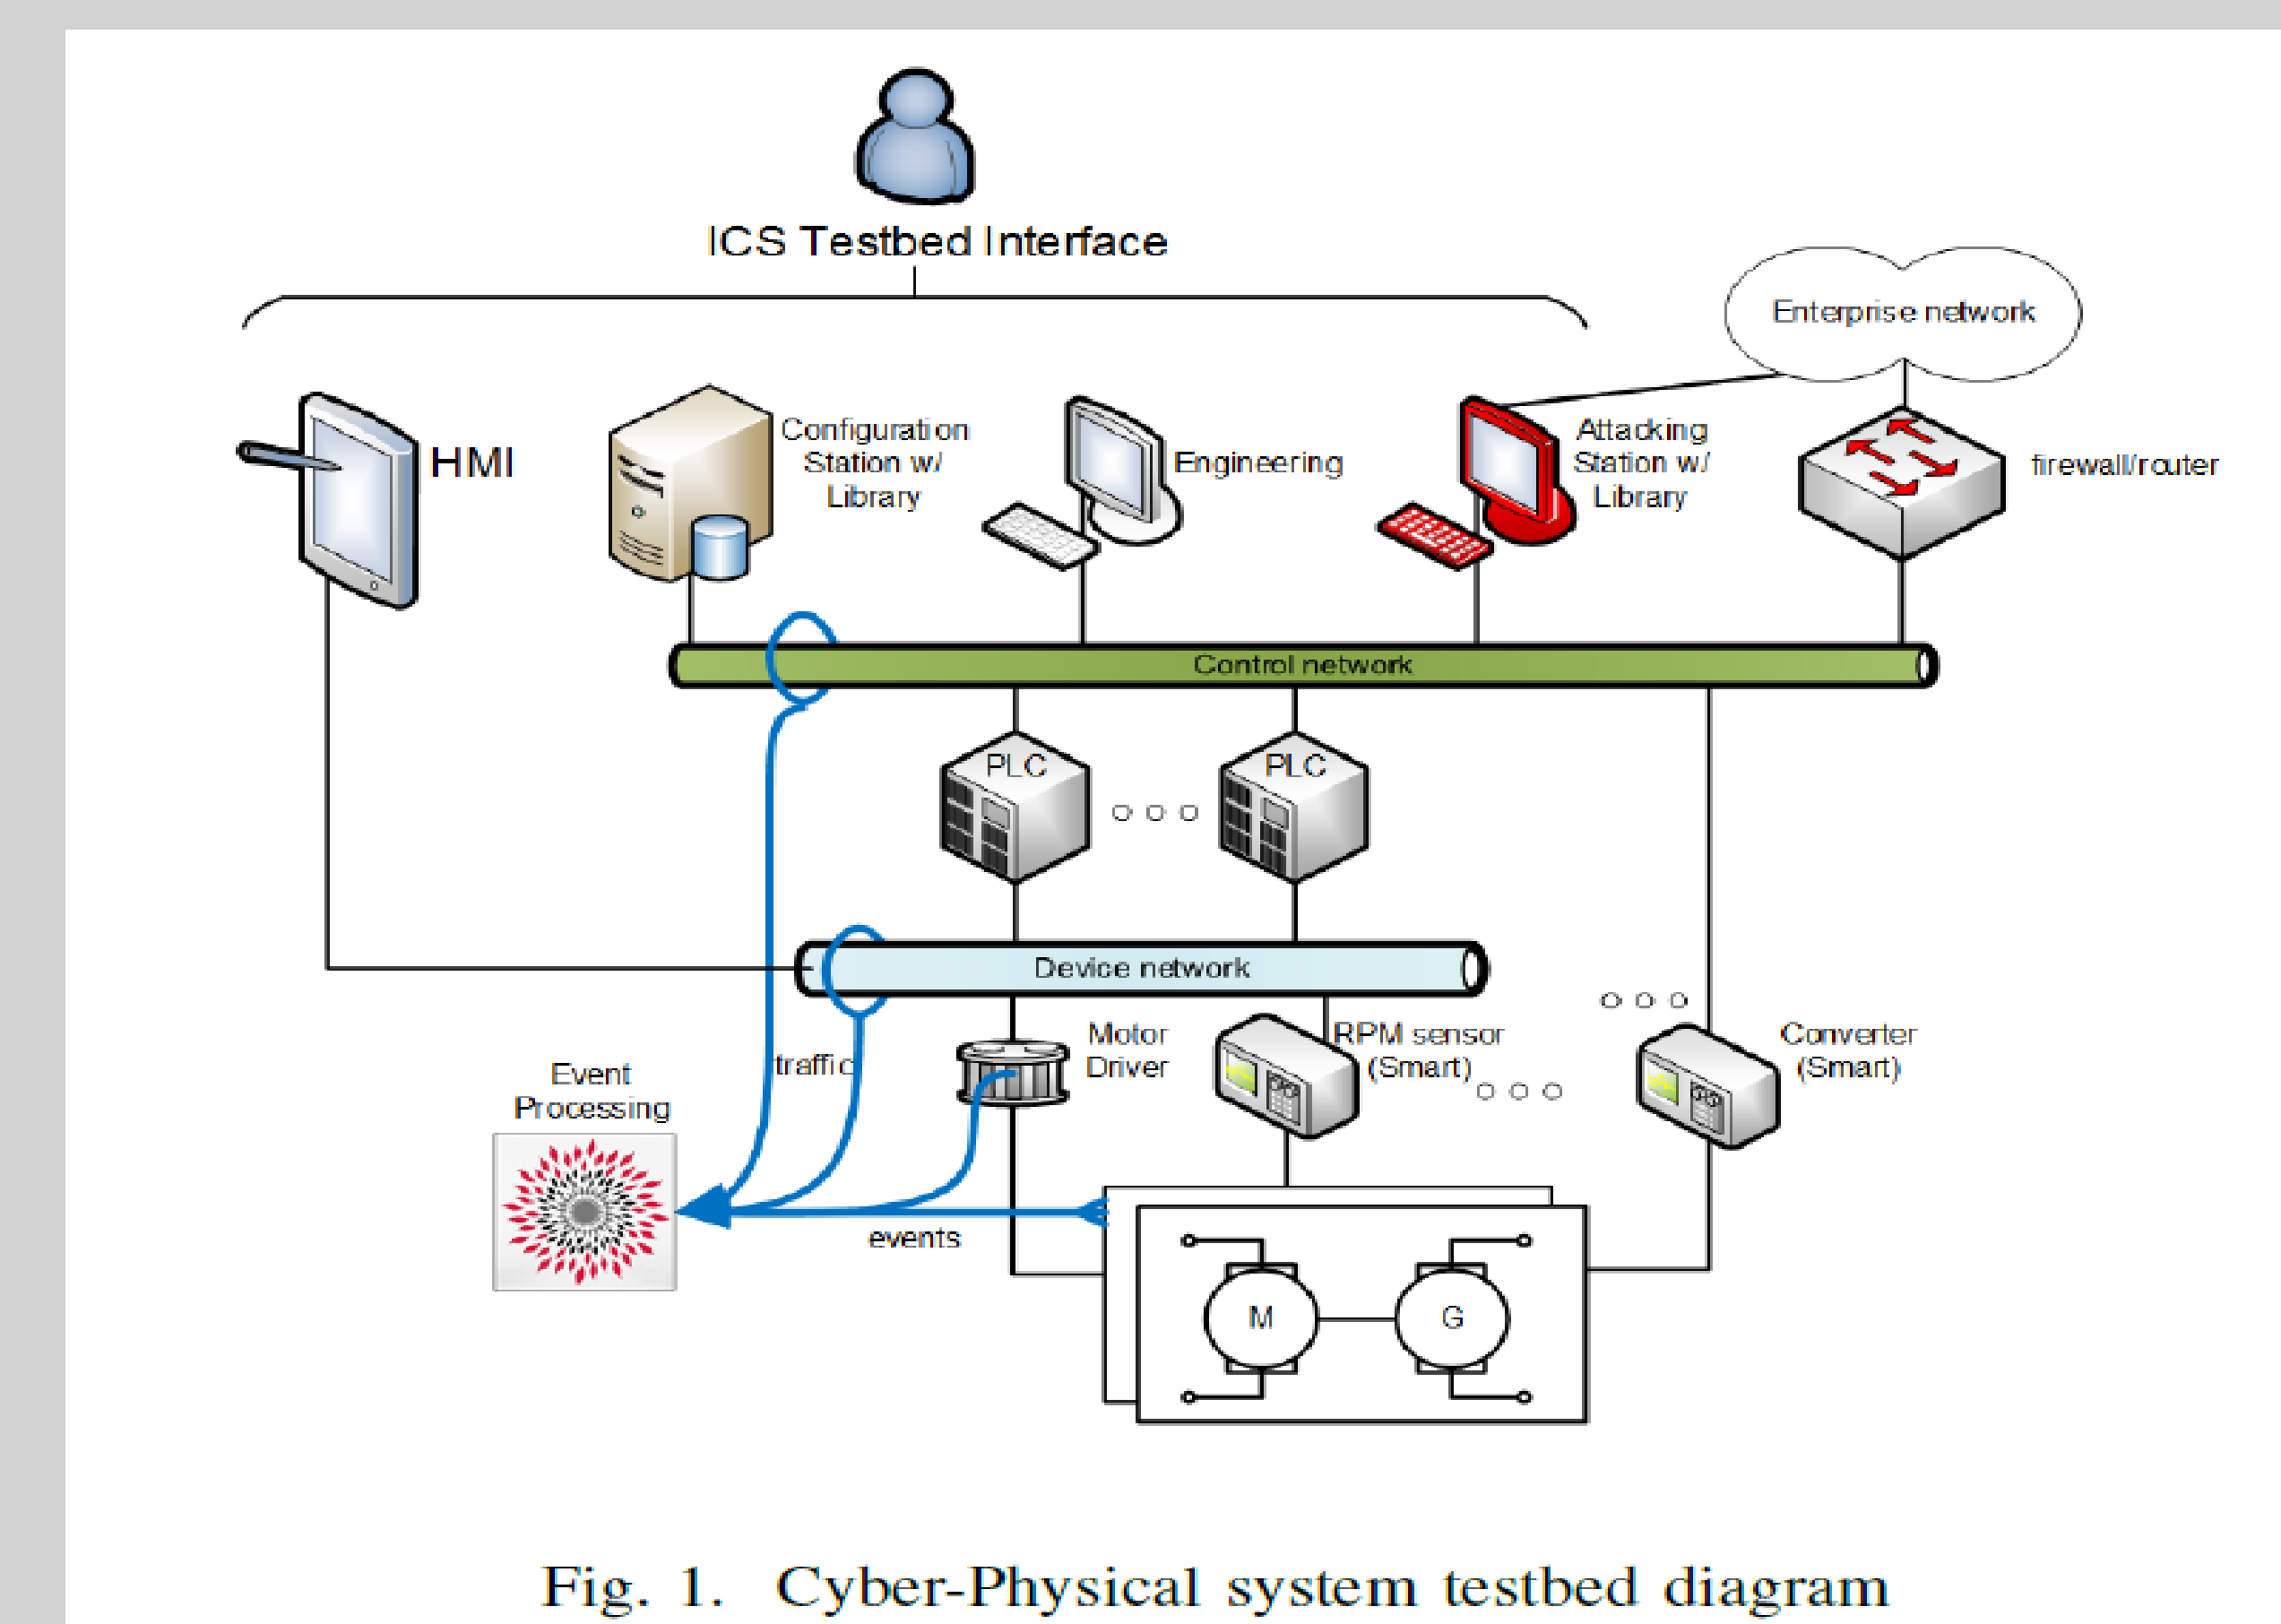 ICS Testbed Interface
Enterprise network
HMI
Configuration
Station w/
Library
Engineering
Attacking
Station w/
Library
firewall/router
Control network
PLC
PLC
Device network
Motor
Driver
RPM sensor
(Smart)
Converter
(Smart)
traffic
Event
Processing
events
M
G
Fig. 1. Cyber-Physical system testbed diagram